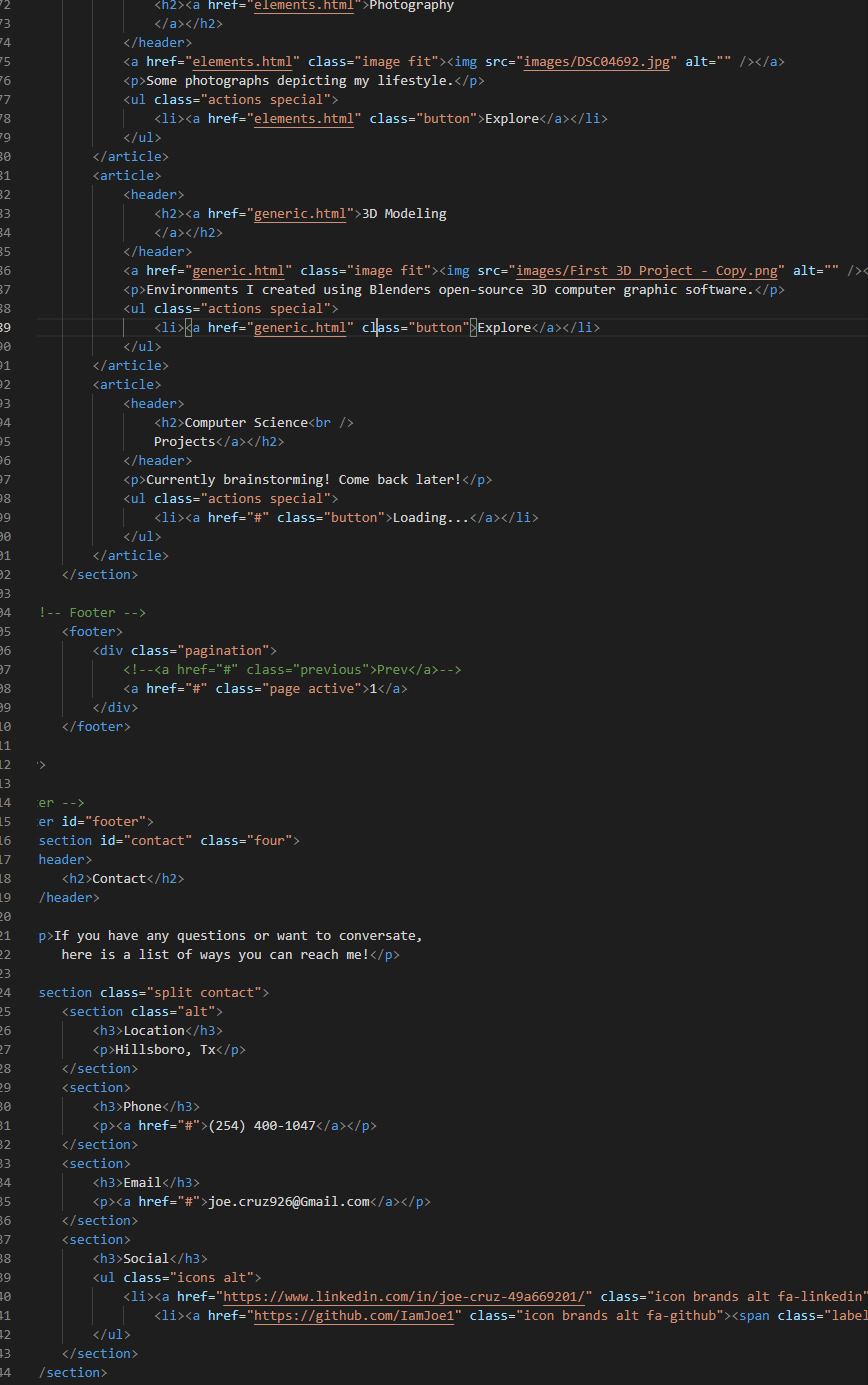 72 <h2><a href="elements.html">Photography
73 </a></h2>
74 </header>
75 <a href="elements.html" class="image fit"><img src="images/DSC04692.jpg" alt="" /></a>
76 <p>Some photographs depicting my lifestyle.</p>
77 <ul class="actions special">
78 <li><a href="elements.html" class="button">Explore</a></li>
79 </ul>
80 </article>
81 <article>
82 <header>
83 <h2><a href="generic.html">3D Modeling
84 </a></h2>
85 </header>
86 <a href="generic.html" class="image fit"><img src="images/First 3D Project - Copy.png" alt="" /><
87 <p>Environments I created using Blenders open-source 3D computer graphic software.</p>
88 <ul class="actions special">
89 <li><a href="generic.html" class="button">Explore</a></li>
90 </ul>
91 </article>
92 <article>
93 <header>
94 <h2>Computer Science<br />
95 Projects</a></h2>
96 </header>
97 <p>Currently brainstorming! Come back later!</p>
98 <ul class="actions special">
99 <li><a href="#" class="button">Loading...</a></li>
00 </ul>
01 </article>
02 </section>
03
04 !-- Footer -->
05 <footer>
06 <div class="pagination">
07 <!--<a href="#" class="previous">Prev</a>-->
08 <a href="#" class="page active">1</a>
09 </div>
10 </footer>
11
12 >
13
14 er -->
15 er id="footer">
16 section id="contact" class="four">
17 header>
18 <h2>Contact</h2>
19 /header>
20
21 p>If you have any questions or want to conversate,
22 here is a list of ways you can reach me!</p>
23
24 section class="split contact">
25 <section class="alt">
26 <h3>Location</h3>
27 <p>Hillsboro, Tx</p>
28 </section>
29 <section>
30 <h3>Phone</h3>
31 <p><a href="#">(254) 400-1047</a></p>
32 </section>
33 <section>
34 <h3>Email</h3>
35 <p><a href="#">joe.cruz926@Gmail.com</a></p>
36 </section>
37 <section>
38 <h3>Social</h3>
39 <ul class="icons alt">
40 <li><a href="https://www.linkedin.com/in/joe-cruz-49a669201/" class="icon brands alt fa-linkedin"
41 <li><a href="https://github.com/IamJoe1" class="icon brands alt fa-github"><span class="label
42 </ul>
43 </section>
44 /section>